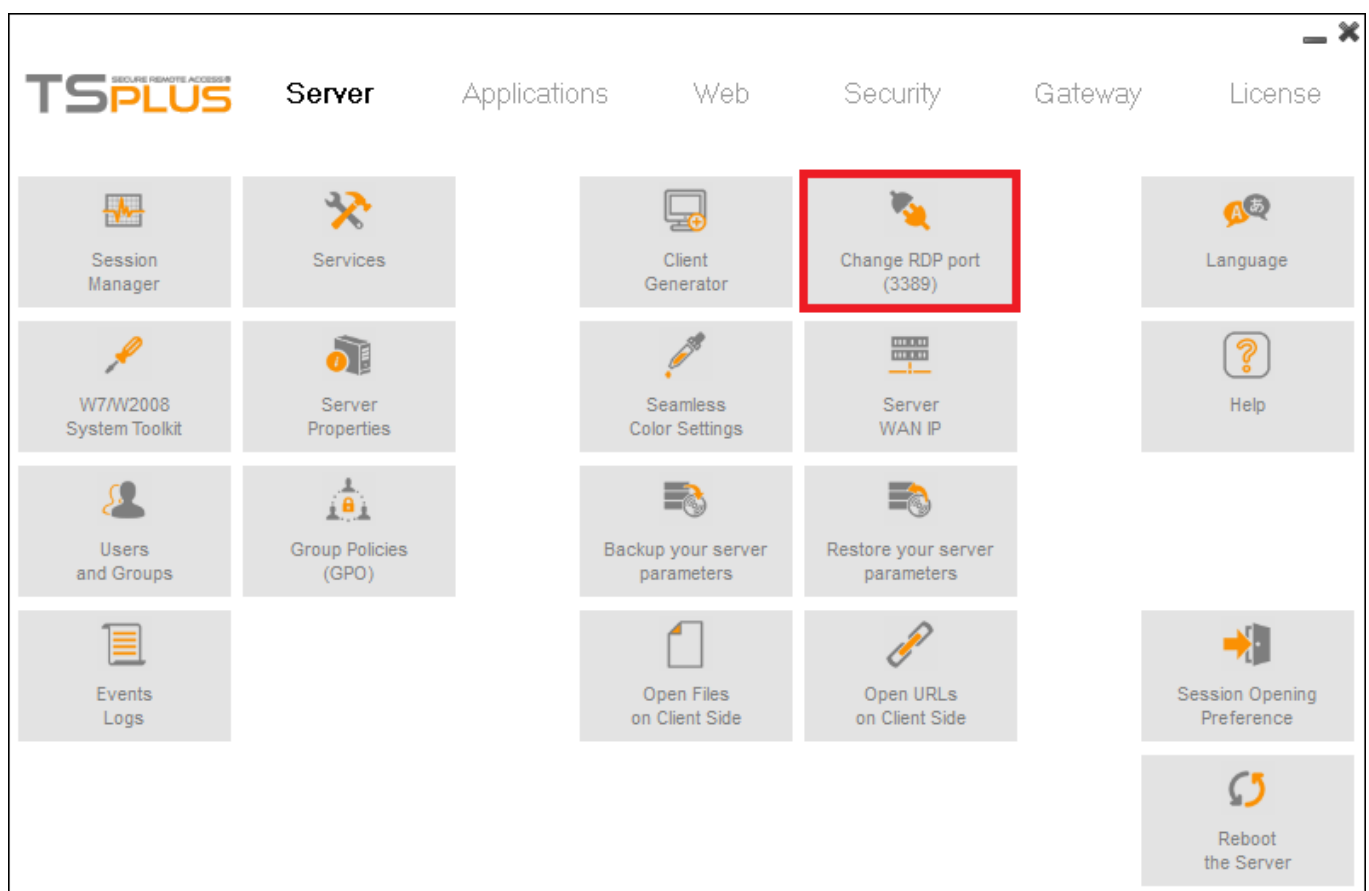 TSPLUS SECURE REMOTE ACCESS®
Server Applications Web Security Gateway License
Session
Manager
Services
Client
Generator
Change RDP port
(3389)
Language
W7/W2008
System Toolkit
Server
Properties
Seamless
Color Settings
Server
WAN IP
Help
Users
and Groups
Group Policies
(GPO)
Backup your server
parameters
Restore your server
parameters
Events
Logs
Open Files
on Client Side
Open URLs
on Client Side
Session Opening
Preference
Reboot
the Server